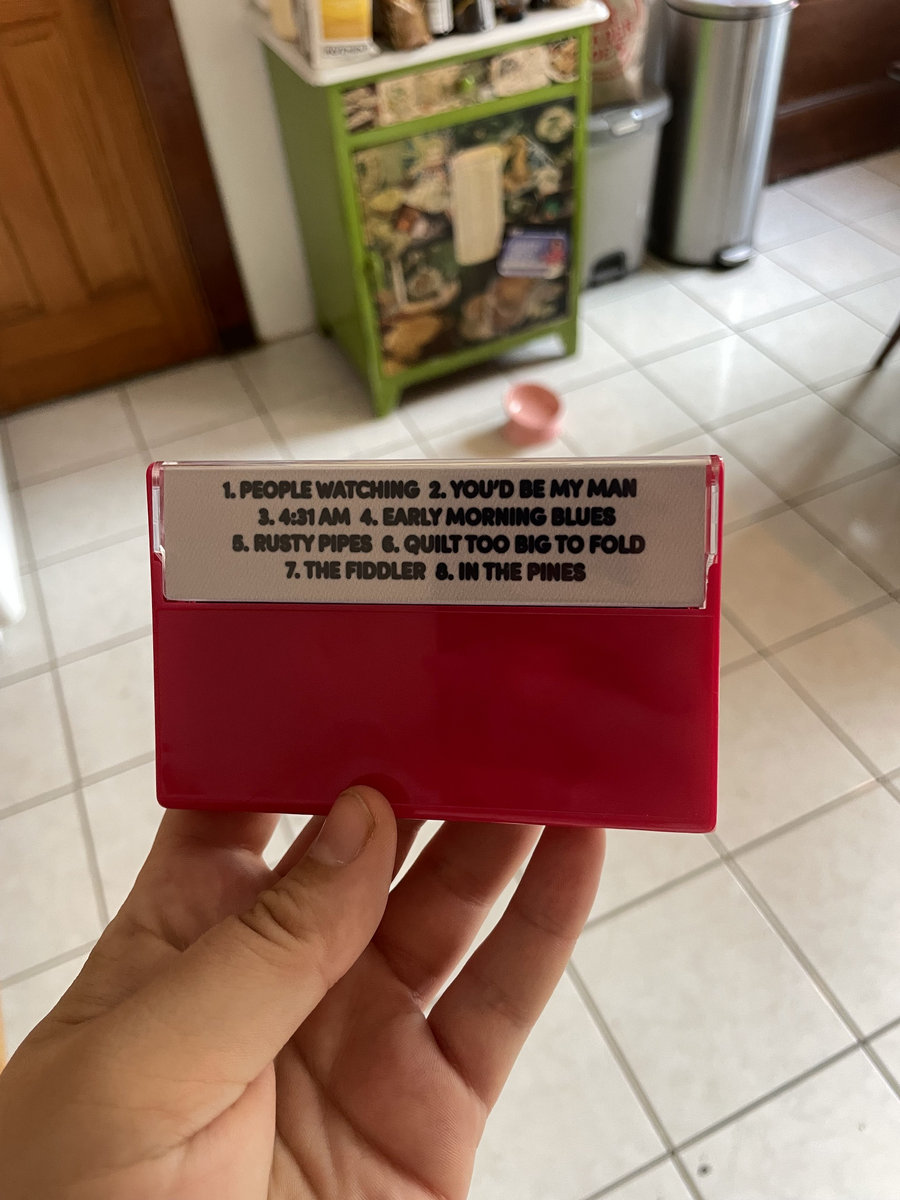 1. PEOPLE WATCHING 2. YOU'D BE MY MAN
3. 4:31 AM 4. EARLY MORNING BLUES
5. RUSTY PIPES 6. QUILT TOO BIG TO FOLD
7. THE FIDDLER 8. IN THE PINES